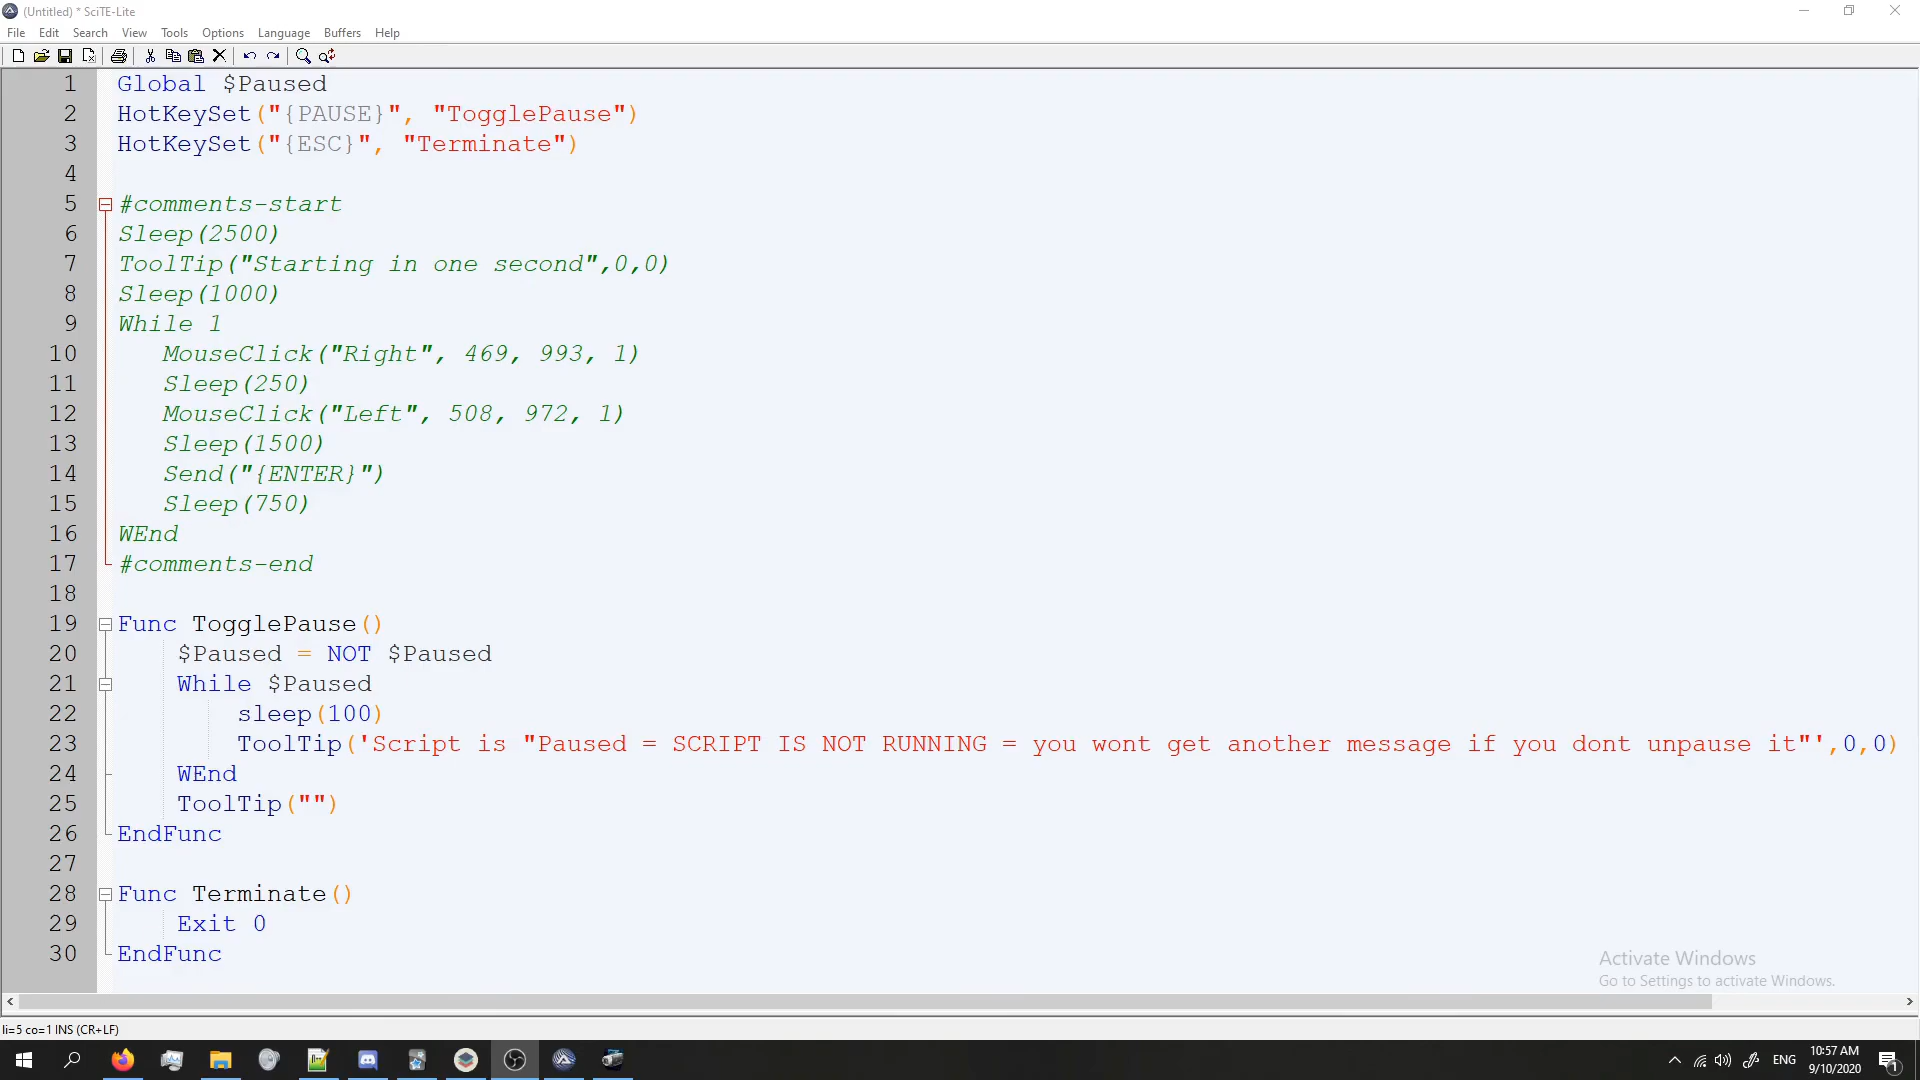 (Untitled) * SciTE-Lite
File Edit Search View Tools Options Language Buffers Help
1 Global $Paused
2 HotKeySet("{PAUSE}", "TogglePause")
3 HotKeySet("{ESC}", "Terminate")
4
5 #comments-start
6 Sleep(2500)
7 ToolTip("Starting in one second",0,0)
8 Sleep(1000)
9 While 1
10 MouseClick("Right", 469, 993, 1)
11 Sleep(250)
12 MouseClick("Left", 508, 972, 1)
13 Sleep(1500)
14 Send("{ENTER}")
15 Sleep(750)
16 WEnd
17 #comments-end
18
19 Func TogglePause()
20 $Paused = NOT $Paused
21 While $Paused
22 sleep(100)
23 ToolTip('Script is "Paused = SCRIPT IS NOT RUNNING = you wont get another message if you dont unpause it"',0,0)
24 WEnd
25 ToolTip("")
26 EndFunc
27
28 Func Terminate()
29 Exit 0
30 EndFunc
Activate Windows
Go to Settings to activate Windows.
li=5 co=1 INS (CR+LF)
ENG
10:57 AM
9/10/2020
1